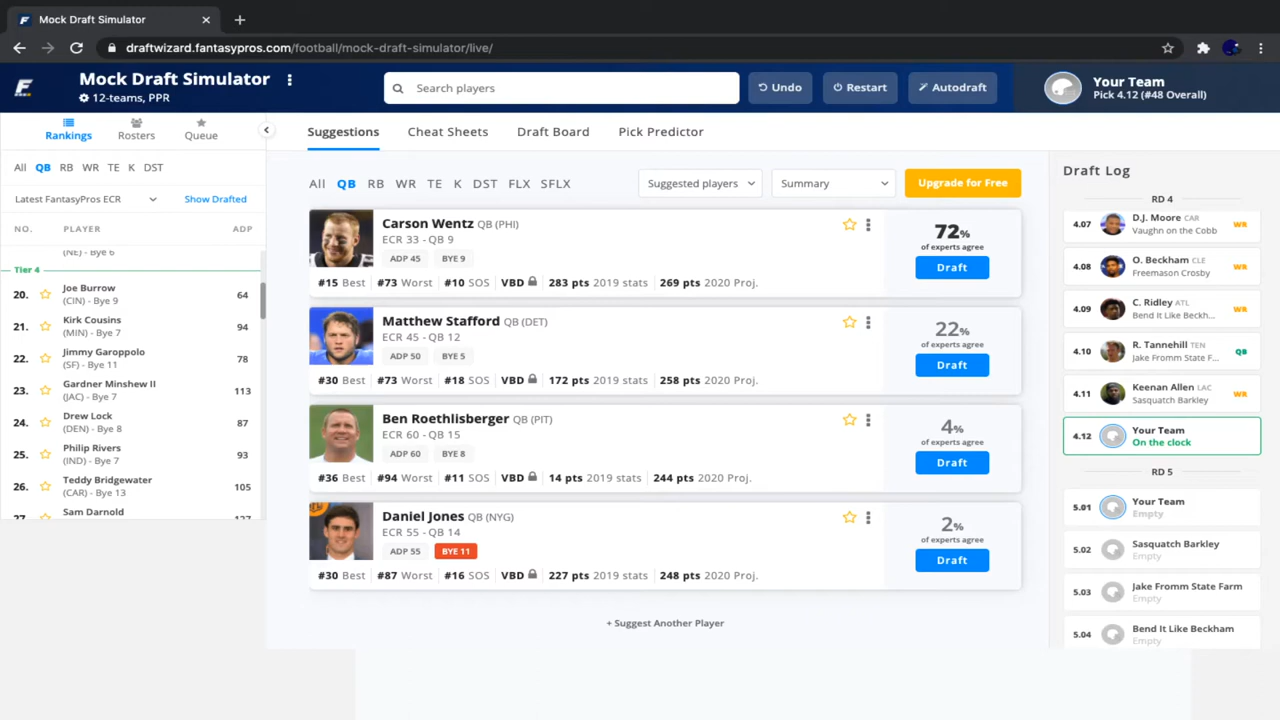 Mock Draft Simulator
draftwizard.fantasypros.com/football/mock-draft-simulator/live/
Mock Draft Simulator
12-teams, PPR
Search players
Undo
Restart
Autodraft
Your Team
Pick 4.12 (#48 Overall)
Rankings
Rosters
Queue
All QB RB WR TE K DST
Latest FantasyPros ECR
Show Drafted
NO. PLAYER ADP
(NE) - Bye 6
Tier 4
20. Joe Burrow 64
(CIN) - Bye 9
21. Kirk Cousins 94
(MIN) - Bye 7
22. Jimmy Garoppolo 78
(SF) - Bye 11
23. Gardner Minshew II 113
(JAC) - Bye 7
24. Drew Lock 87
(DEN) - Bye 8
25. Philip Rivers 93
(IND) - Bye 7
26. Teddy Bridgewater 105
(CAR) - Bye 13
Sam Darnold
Suggestions
Cheat Sheets
Draft Board
Pick Predictor
All QB RB WR TE K DST FLX SFLX
Suggested players
Summary
Upgrade for Free
Carson Wentz QB (PHI)
ECR 33 - QB 9
ADP 45 BYE 9
#15 Best #73 Worst #10 SOS VBD 283 pts 2019 stats 269 pts 2020 Proj.
72%
of experts agree
Draft
Matthew Stafford QB (DET)
ECR 45 - QB 12
ADP 50 BYE 5
#30 Best #73 Worst #18 SOS VBD 172 pts 2019 stats 258 pts 2020 Proj.
22%
of experts agree
Draft
Ben Roethlisberger QB (PIT)
ECR 60 - QB 15
ADP 60 BYE 8
#36 Best #94 Worst #11 SOS VBD 14 pts 2019 stats 244 pts 2020 Proj.
4%
of experts agree
Draft
Daniel Jones QB (NYG)
ECR 55 - QB 14
ADP 55 BYE 11
#30 Best #87 Worst #16 SOS VBD 227 pts 2019 stats 248 pts 2020 Proj.
2%
of experts agree
Draft
+ Suggest Another Player
Draft Log
RD 4
4.07 D.J. Moore CAR WR
Vaughn on the Cobb
4.08 O. Beckham CLE WR
Freemason Crosby
4.09 C. Ridley ATL WR
Bend It Like Beckh...
4.10 R. Tannehill TEN QB
Jake Fromm State F...
4.11 Keenan Allen LAC WR
Sasquatch Barkley
4.12 Your Team
On the clock
RD 5
5.01 Your Team
Empty
5.02 Sasquatch Barkley
Empty
5.03 Jake Fromm State Farm
Empty
5.04 Bend It Like Beckham
Empty